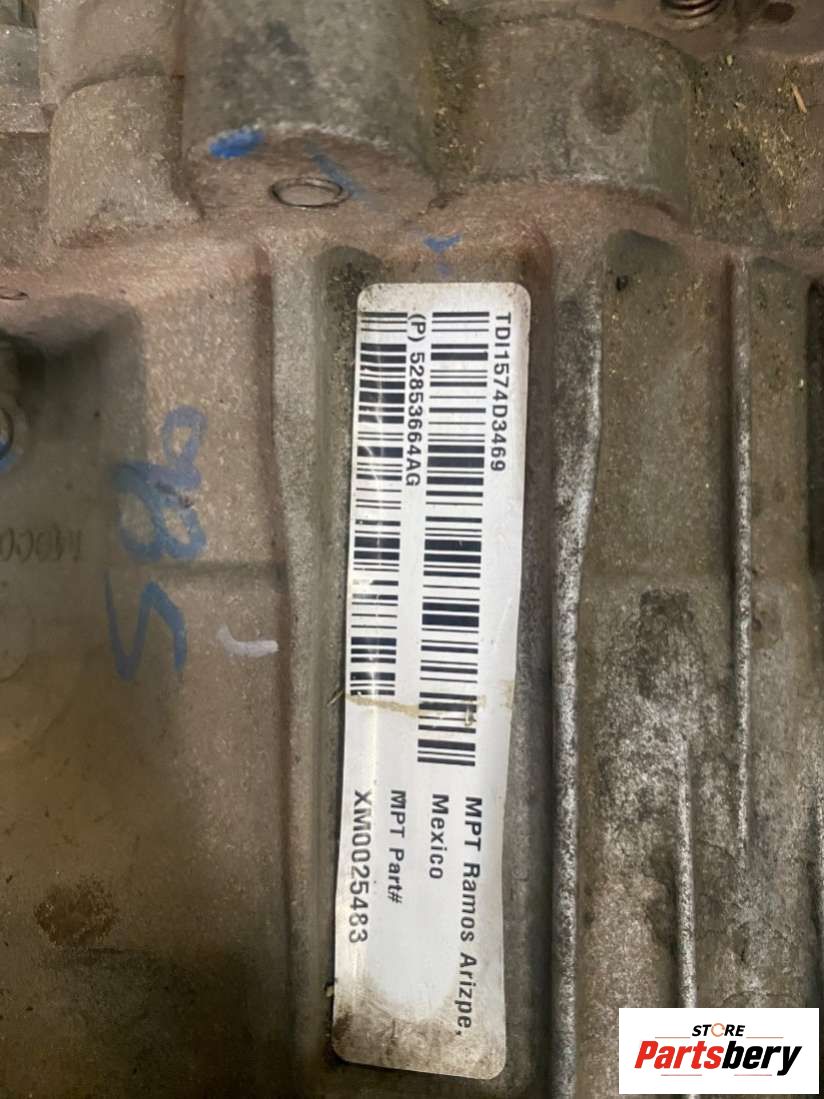 TDI1574D3469
(P) 52853664AG
MPT Ramos Arizpe,
Mexico
MPT Part#
XM0025483
STORE
Partsbery